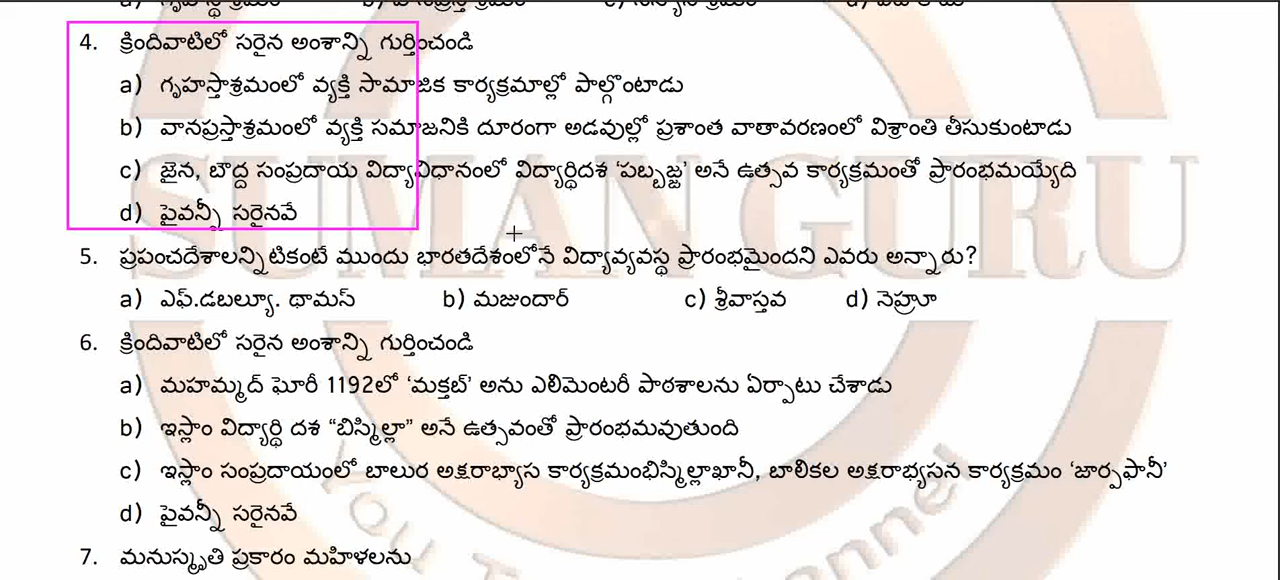 4. క్రిందివాటిలో సరైన అంశాన్ని గుర్తించండి
a) గృహస్తాశ్రమంలో వ్యక్తి సామాజిక కార్యక్రమాల్లో పాల్గొంటాడు
b) వానప్రస్తాశ్రమంలో వ్యక్తి సమాజనికి దూరంగా అడవుల్లో ప్రశాంత వాతావరణంలో విశ్రాంతి తీసుకుంటాడు
c) జైన, బౌద్ద సంప్రదాయ విద్యావిధానంలో విద్యార్థిదశ ‘పబ్బజ్జ’ అనే ఉత్సవ కార్యక్రమంతో ప్రారంభమయ్యేది
d) పైవన్నీ సరైనవే
SUMAN GURU
5. ప్రపంచదేశాలన్నిటికంటే ముందు భారతదేశంలోనే విద్యావ్యవస్థ ప్రారంభమైందని ఎవరు అన్నారు?
a) ఎఫ్.డబల్యూ. థామస్ b) మజుందార్ c) శ్రీవాస్తవ d) నెహ్రూ
6. క్రిందివాటిలో సరైన అంశాన్ని గుర్తించండి
a) మహమ్మద్ ఘోరీ 1192లో ‘మక్తబ్’ అను ఎలిమెంటరీ పాఠశాలను ఏర్పాటు చేశాడు
b) ఇస్లాం విద్యార్థి దశ “బిస్మిల్లా” అనే ఉత్సవంతో ప్రారంభమవుతుంది
c) ఇస్లాం సంప్రదాయంలో బాలుర అక్షరాభ్యాస కార్యక్రమంభిస్మిల్లాఖానీ, బాలికల అక్షరాభ్యసన కార్యక్రమం ‘జార్పఫానీ’
d) పైవన్నీ సరైనవే
7. మనుస్మృతి ప్రకారం మహిళలను